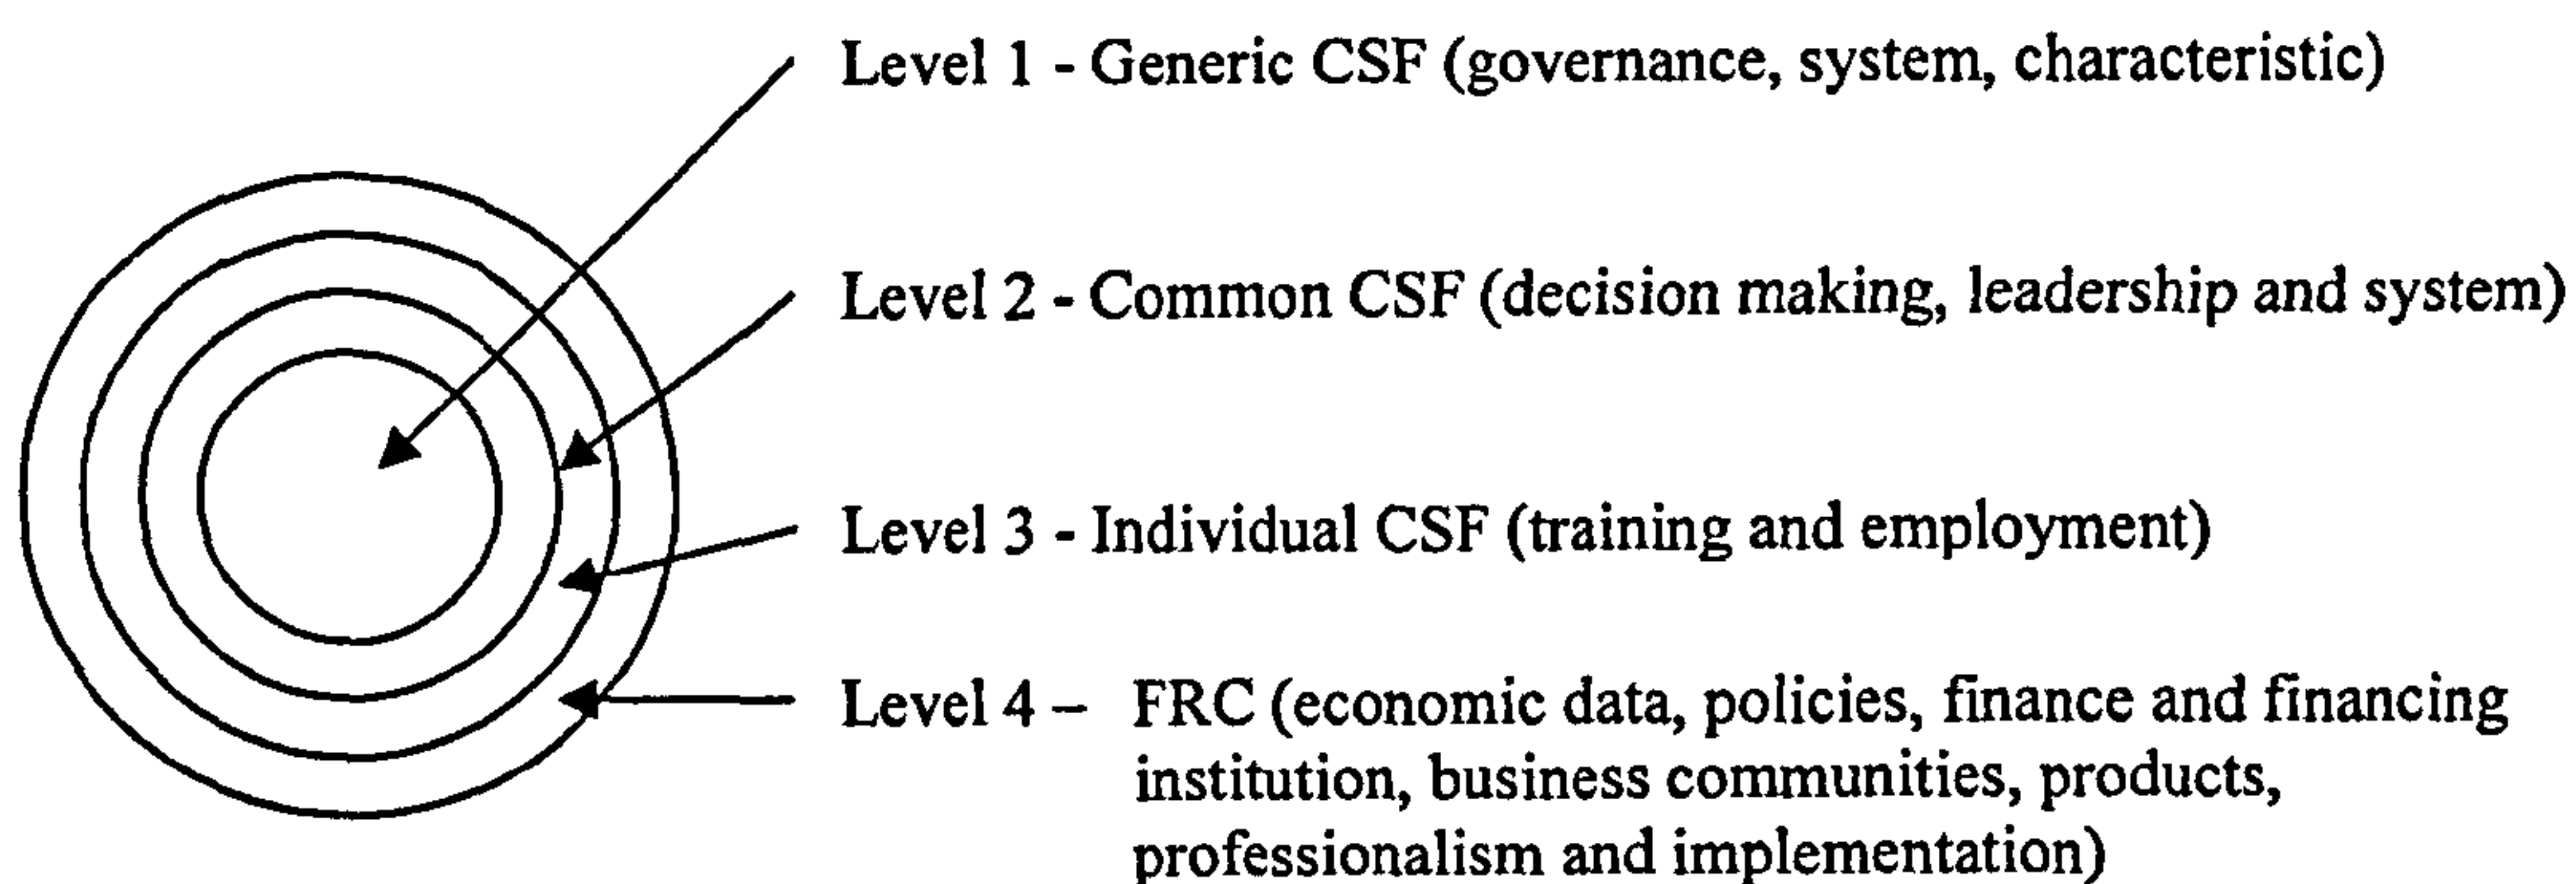 Level 1 - Generic CSF (governance, system, characteristic)
Level 2 - Common CSF (decision making, leadership and system)
Level 3 - Individual CSF (training and employment)
Level 4 – FRC (economic data, policies, finance and financing
institution, business communities, products,
professionalism and implementation)